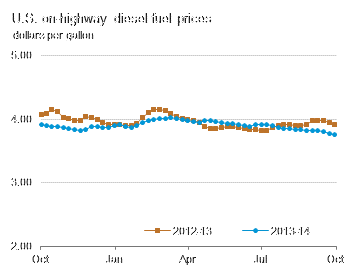 U.S. on-highway diesel fuel prices
dollars per gallon
5.00
4.00
3.00
2.00
2012-13
2013-14
Oct
Jan
Apr
Jul
Oct